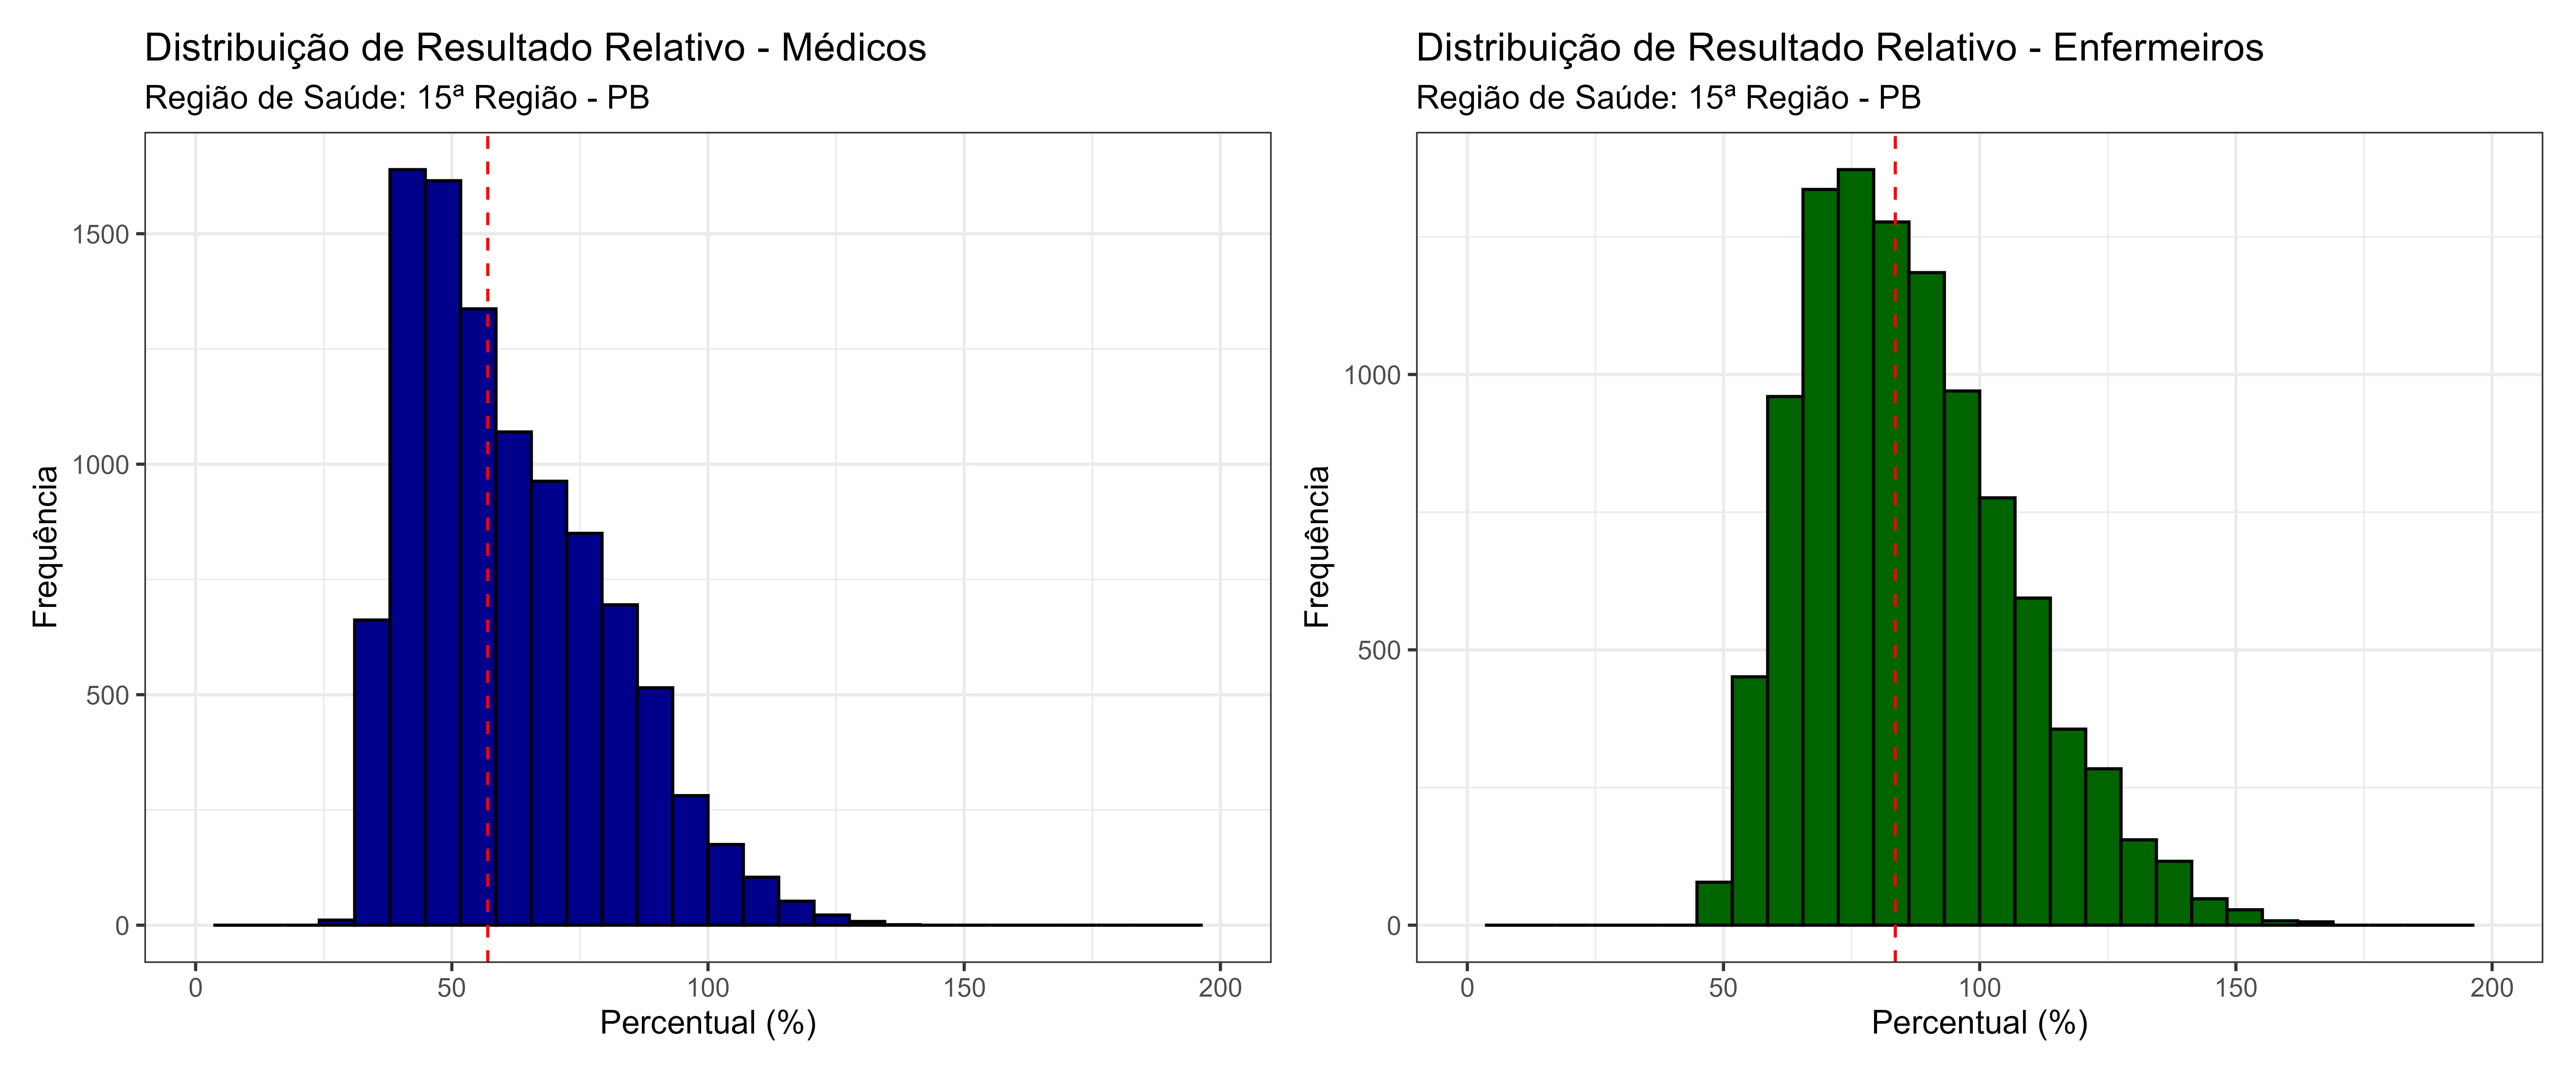 Distribuição de Resultado Relativo - Médicos
Região de Saúde: 15ª Região - PB
Frequência
1500
1000
500
0
0 50 100 150 200
Percentual (%)
Distribuição de Resultado Relativo - Enfermeiros
Região de Saúde: 15ª Região - PB
Frequência
1000
500
0
0 50 100 150 200
Percentual (%)